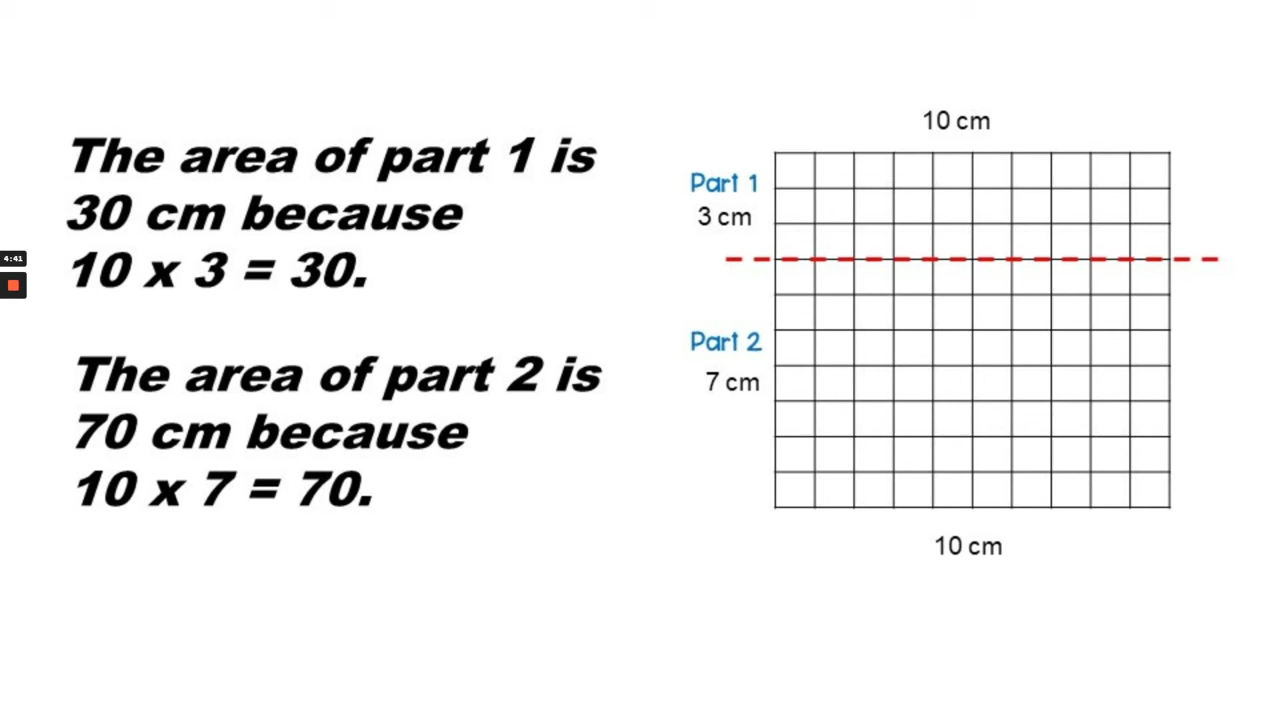 The area of part 1 is
30 cm because
10 x 3 = 30.
The area of part 2 is
70 cm because
10 x 7 = 70.
10 cm
Part 1
3 cm
Part 2
7 cm
10 cm
4:41